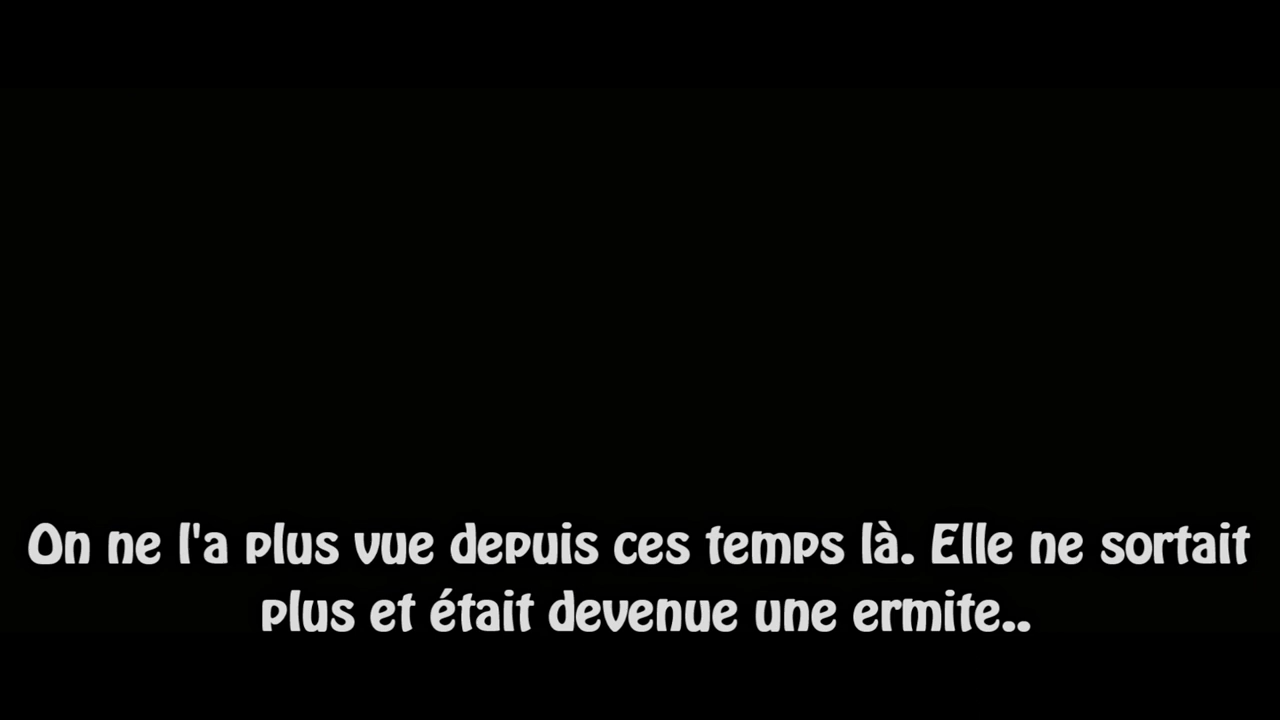 On ne l'a plus vue depuis ces temps là. Elle ne sortait
plus et était devenue une ermite..